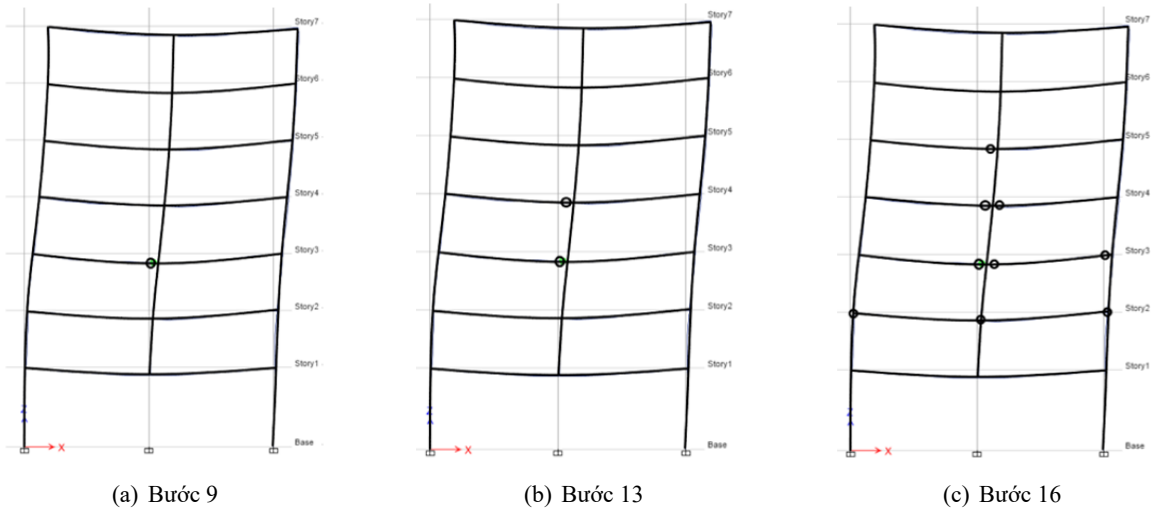 Story7
Story6
Story5
Story4
Story3
Story2
Story1
Base
Z
X
(a) Bước 9
Story7
Story6
Story5
Story4
Story3
Story2
Story1
Base
Z
X
(b) Bước 13
Story7
Story6
Story5
Story4
Story3
Story2
Story1
Base
Z
X
(c) Bước 16